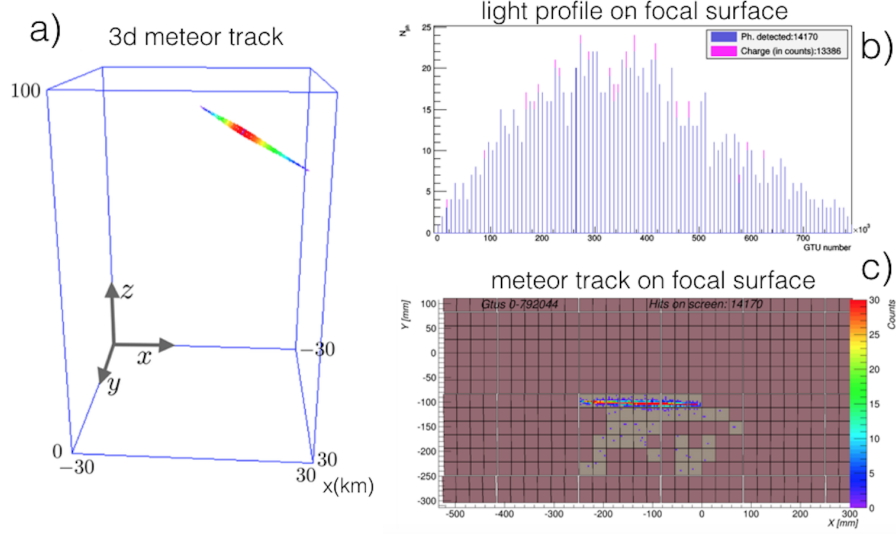 a)
3d meteor track
100
z
x
y
−30
0
−30
30
30
x(km)
light profile on focal surface
b)
N_ph
Ph. detected:14170
Charge (in counts):13386
25
20
15
10
5
0
0 100 200 300 400 500 600 700 ×10³
GTU number
meteor track on focal surface
c)
Y [mm]
Gtus 0-792044 Hits on screen: 14170
Counts
100
50
0
-50
-100
-150
-200
-250
-300
30
25
20
15
10
5
0
-500 -400 -300 -200 -100 0 100 200 300
X [mm]